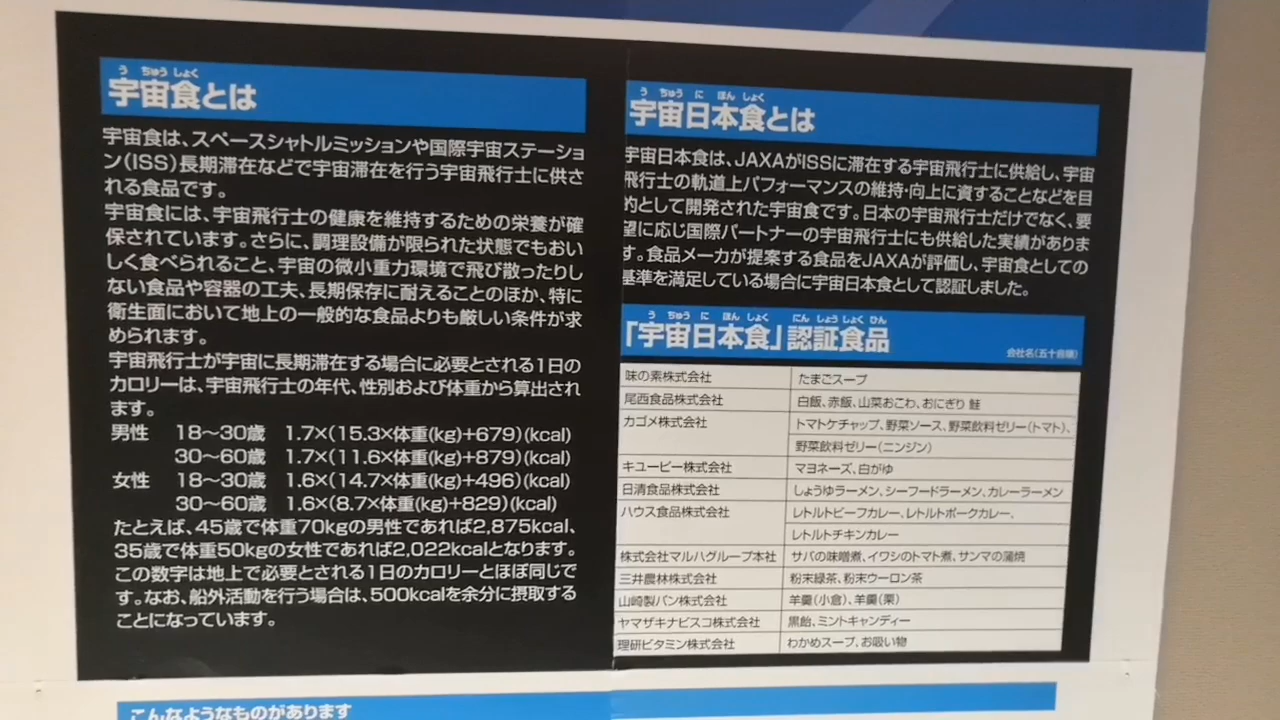 う ちゅう しょく
宇宙食とは
宇宙食は、スペースシャトルミッションや国際宇宙ステーショ
ン(ISS)長期滞在などで宇宙滞在を行う宇宙飛行士に供さ
れる食品です。
宇宙食には、宇宙飛行士の健康を維持するための栄養が確
保されています。さらに、調理設備が限られた状態でもおい
しく食べられること、宇宙の微小重力環境で飛び散ったりし
ない食品や容器の工夫、長期保存に耐えることのほか、特に
衛生面において地上の一般的な食品よりも厳しい条件が求
められます。
宇宙飛行士が宇宙に長期滞在する場合に必要とされる1日の
カロリーは、宇宙飛行士の年代、性別および体重から算出され
ます。
男性 18〜30歳 1.7×(15.3×体重(kg)+679)(kcal)
30〜60歳 1.7×(11.6×体重(kg)+879)(kcal)
女性 18〜30歳 1.6×(14.7×体重(kg)+496)(kcal)
30〜60歳 1.6×(8.7×体重(kg)+829)(kcal)
たとえば、45歳で体重70kgの男性であれば2,875kcal、
35歳で体重50kgの女性であれば2,022kcalとなります。
この数字は地上で必要とされる1日のカロリーとほぼ同じで
す。なお、船外活動を行う場合は、500kcalを余分に摂取する
ことになっています。
う ちゅう に ほん しょく
宇宙日本食とは
宇宙日本食は、JAXAがISSに滞在する宇宙飛行士に供給し、宇宙
飛行士の軌道上パフォーマンスの維持・向上に資することなどを目
的として開発された宇宙食です。日本の宇宙飛行士だけでなく、要
望に応じ国際パートナーの宇宙飛行士にも供給した実績がありま
す。食品メーカが提案する食品をJAXAが評価し、宇宙食としての
基準を満足している場合に宇宙日本食として認証しました。
う ちゅう に ほん しょく にん しょう しょく ひん
「宇宙日本食」認証食品
会社名(五十音順)
味の素株式会社 たまごスープ
尾西食品株式会社 白飯、赤飯、山菜おこわ、おにぎり 鮭
カゴメ株式会社 トマトケチャップ、野菜ソース、野菜飲料ゼリー(トマト)、
野菜飲料ゼリー(ニンジン)
キユーピー株式会社 マヨネーズ、白がゆ
日清食品株式会社 しょうゆラーメン、シーフードラーメン、カレーラーメン
ハウス食品株式会社 レトルトビーフカレー、レトルトポークカレー、
レトルトチキンカレー
株式会社マルハグループ本社 サバの味噌煮、イワシのトマト煮、サンマの蒲焼
三井農林株式会社 粉末緑茶、粉末ウーロン茶
山崎製パン株式会社 羊羹(小倉)、羊羹(栗)
ヤマザキナビスコ株式会社 黒飴、ミントキャンディー
理研ビタミン株式会社 わかめスープ、お吸い物
こんなようなものがあります